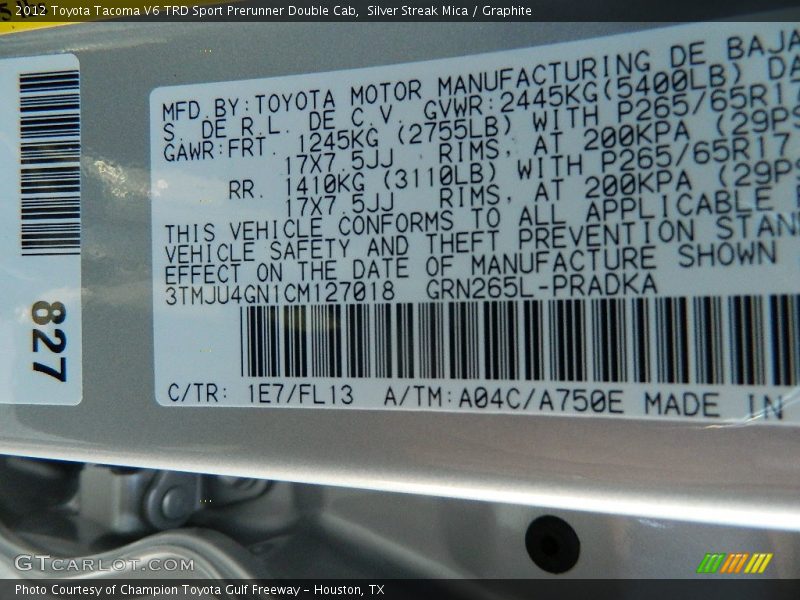 2012 Toyota Tacoma V6 TRD Sport Prerunner Double Cab,  Silver Streak Mica / Graphite
MFD.BY:TOYOTA MOTOR MANUFACTURING DE BAJA
S. DE R.L. DE C.V. GVWR:2445KG(5400LB) DA
GAWR:FRT. 1245KG (2755LB) WITH P265/65R17
17X7.5JJ RIMS, AT 200KPA (29PS
RR. 1410KG (3110LB) WITH P265/65R17
17X7.5JJ RIMS, AT 200KPA (29PS
THIS VEHICLE CONFORMS TO ALL APPLICABLE
VEHICLE SAFETY AND THEFT PREVENTION STAN
EFFECT ON THE DATE OF MANUFACTURE SHOWN
3TMJU4GN1CM127018 GRN265L-PRADKA
C/TR: 1E7/FL13 A/TM:A04C/A750E MADE IN
827
GTCARLOT.COM
Photo Courtesy of Champion Toyota Gulf Freeway - Houston, TX